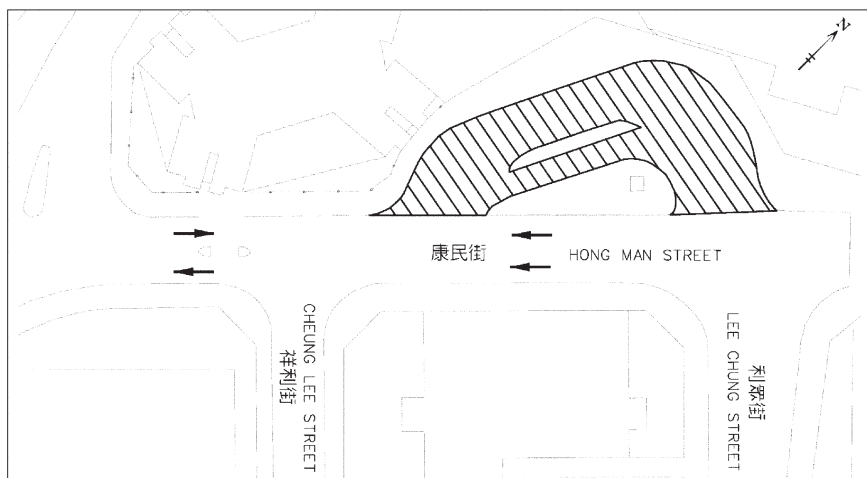 N
康民街 HONG MAN STREET
CHEUNG LEE STREET
祥利街
利眾街
LEE CHUNG STREET